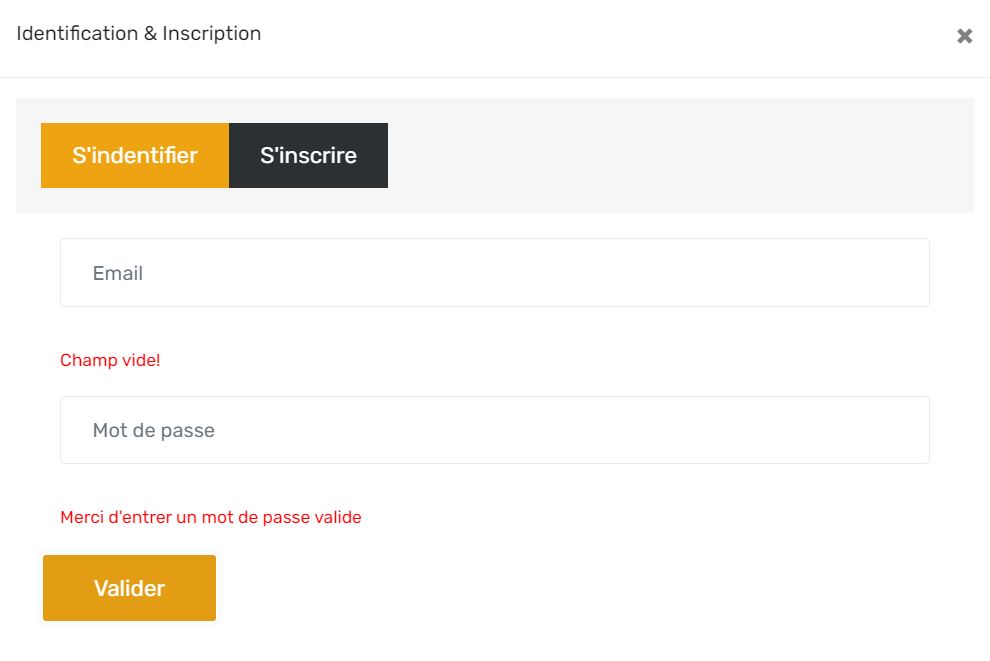 Identification & Inscription
S'indentifier
S'inscrire
Email
Champ vide!
Mot de passe
Merci d'entrer un mot de passe valide
Valider